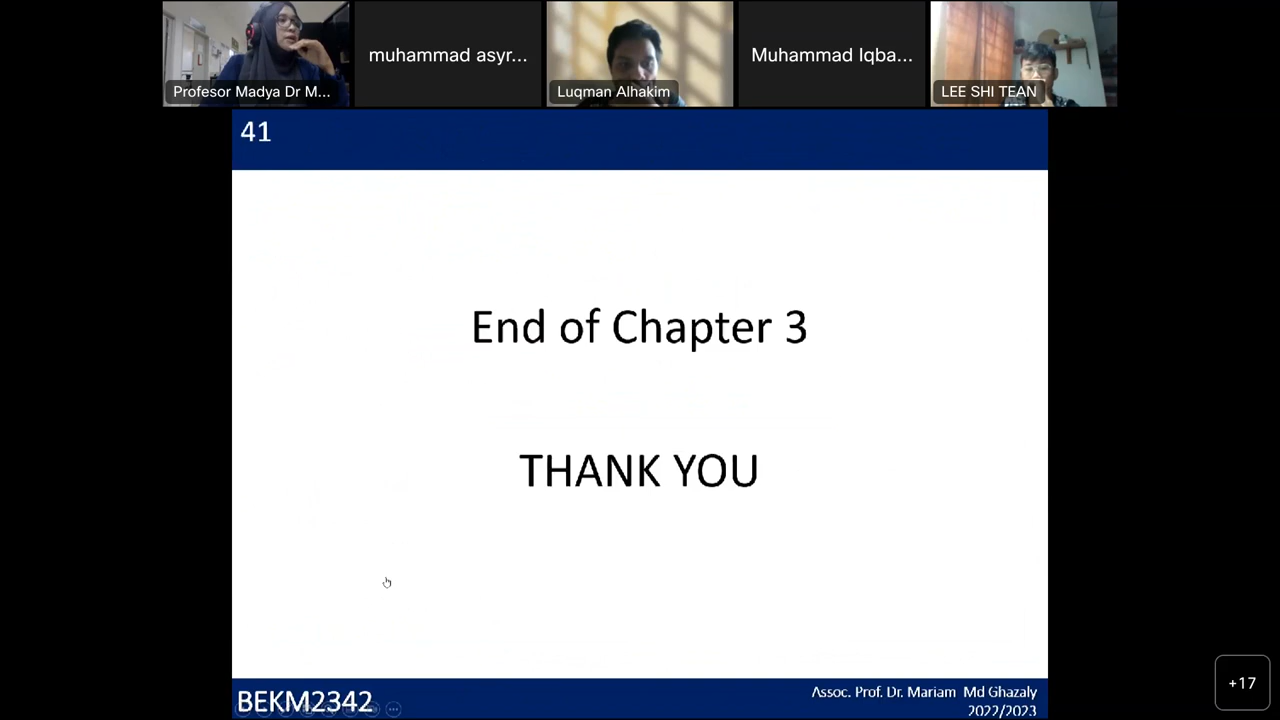 muhammad asyr...
Muhammad Iqba...
Profesor Madya Dr M...
Luqman Alhakim
LEE SHI TEAN
41
End of Chapter 3
THANK YOU
BEKM2342
Assoc. Prof. Dr. Mariam Md Ghazaly
2022/2023
+17